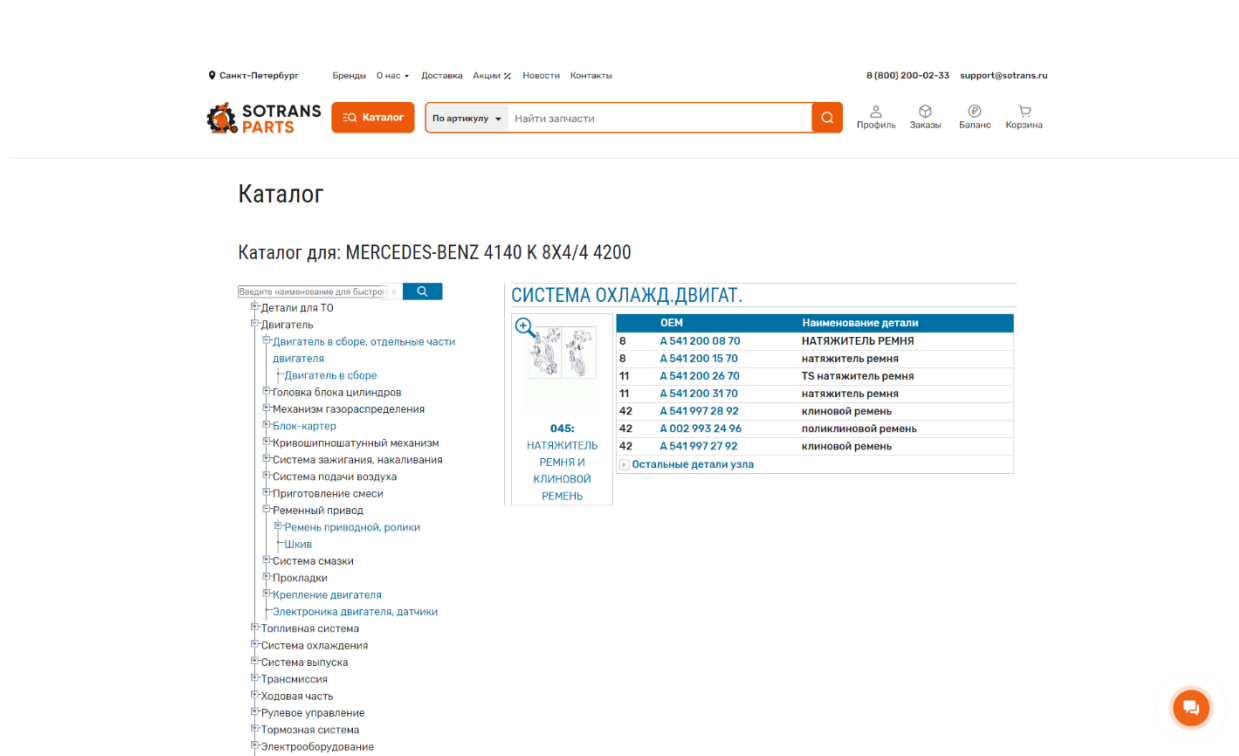 Санкт-Петербург Бренды О нас Доставка Акции Новости Контакты 8 (800) 200-02-33 support@sotrans.ru
SOTRANS PARTS
Каталог
По артикулу Найти запчасти
Профиль Заказы Баланс Корзина
Каталог
Каталог для: MERCEDES-BENZ 4140 K 8X4/4 4200
Введите наименование для быстрог X
Детали для ТО
Двигатель
Двигатель в сборе, отдельные части
двигателя
Двигатель в сборе
Головка блока цилиндров
Механизм газораспределения
Блок-картер
Кривошипношатунный механизм
Система зажигания, накаливания
Система подачи воздуха
Приготовление смеси
Ременный привод
Ремень приводной, ролики
Шкив
Система смазки
Прокладки
Крепление двигателя
Электроника двигателя, датчики
Топливная система
Система охлаждения
Система выпуска
Трансмиссия
Ходовая часть
Рулевое управление
Тормозная система
Электрооборудование
СИСТЕМА ОХЛАЖД.ДВИГАТ.
045:
НАТЯЖИТЕЛЬ
РЕМНЯ И
КЛИНОВОЙ
РЕМЕНЬ
OEM Наименование детали
8 A 541 200 08 70 НАТЯЖИТЕЛЬ РЕМНЯ
8 A 541 200 15 70 натяжитель ремня
11 A 541 200 26 70 TS натяжитель ремня
11 A 541 200 31 70 натяжитель ремня
42 A 541 997 28 92 клиновой ремень
42 A 002 993 24 96 поликлиновой ремень
42 A 541 997 27 92 клиновой ремень
Остальные детали узла